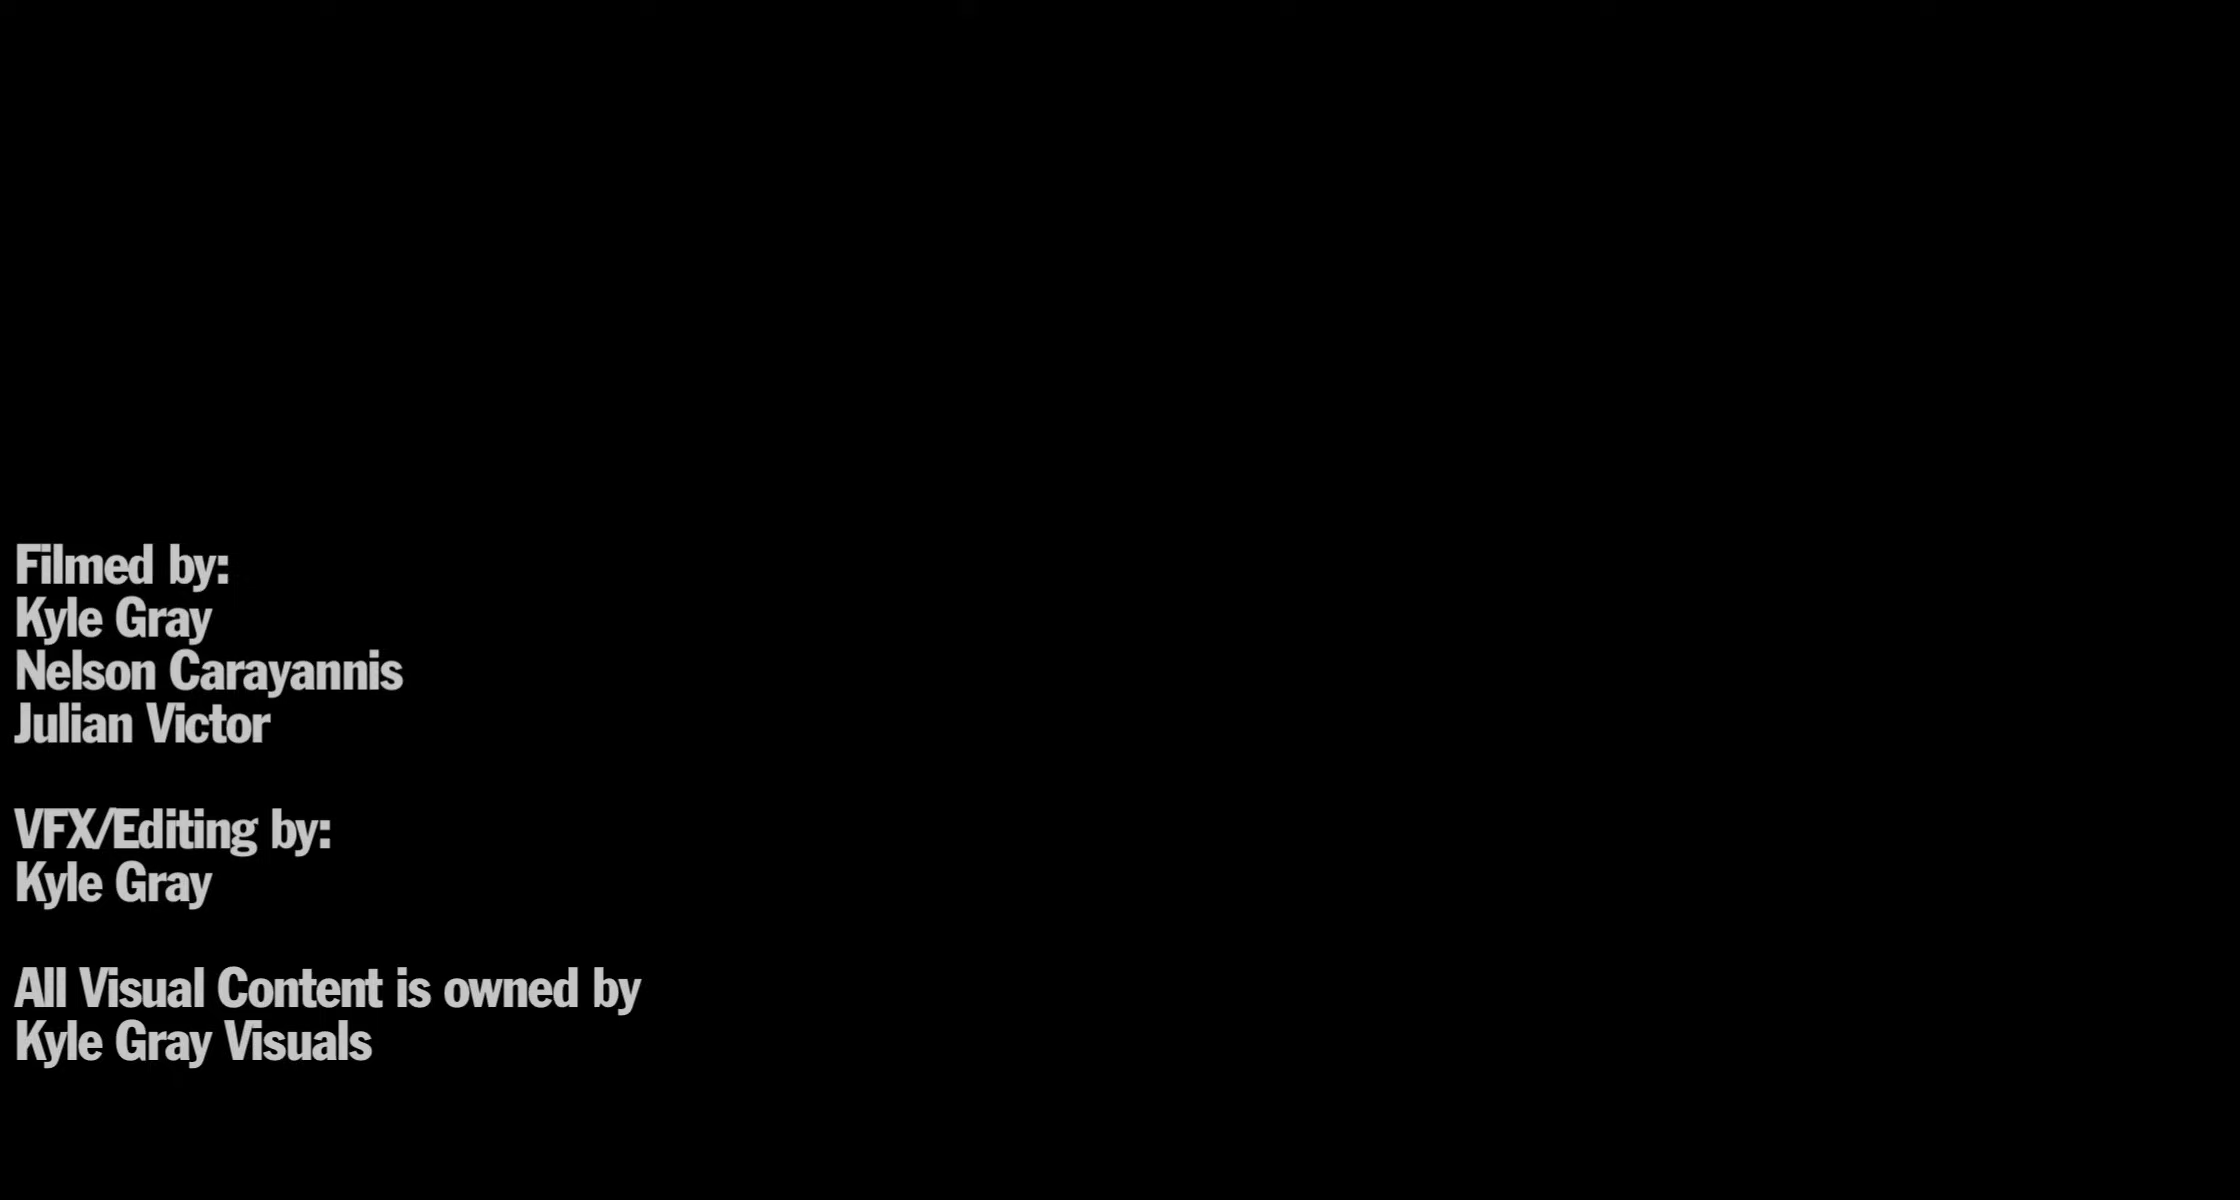 Filmed by:
Kyle Gray
Nelson Carayannis
Julian Victor
VFX/Editing by:
Kyle Gray
All Visual Content is owned by
Kyle Gray Visuals